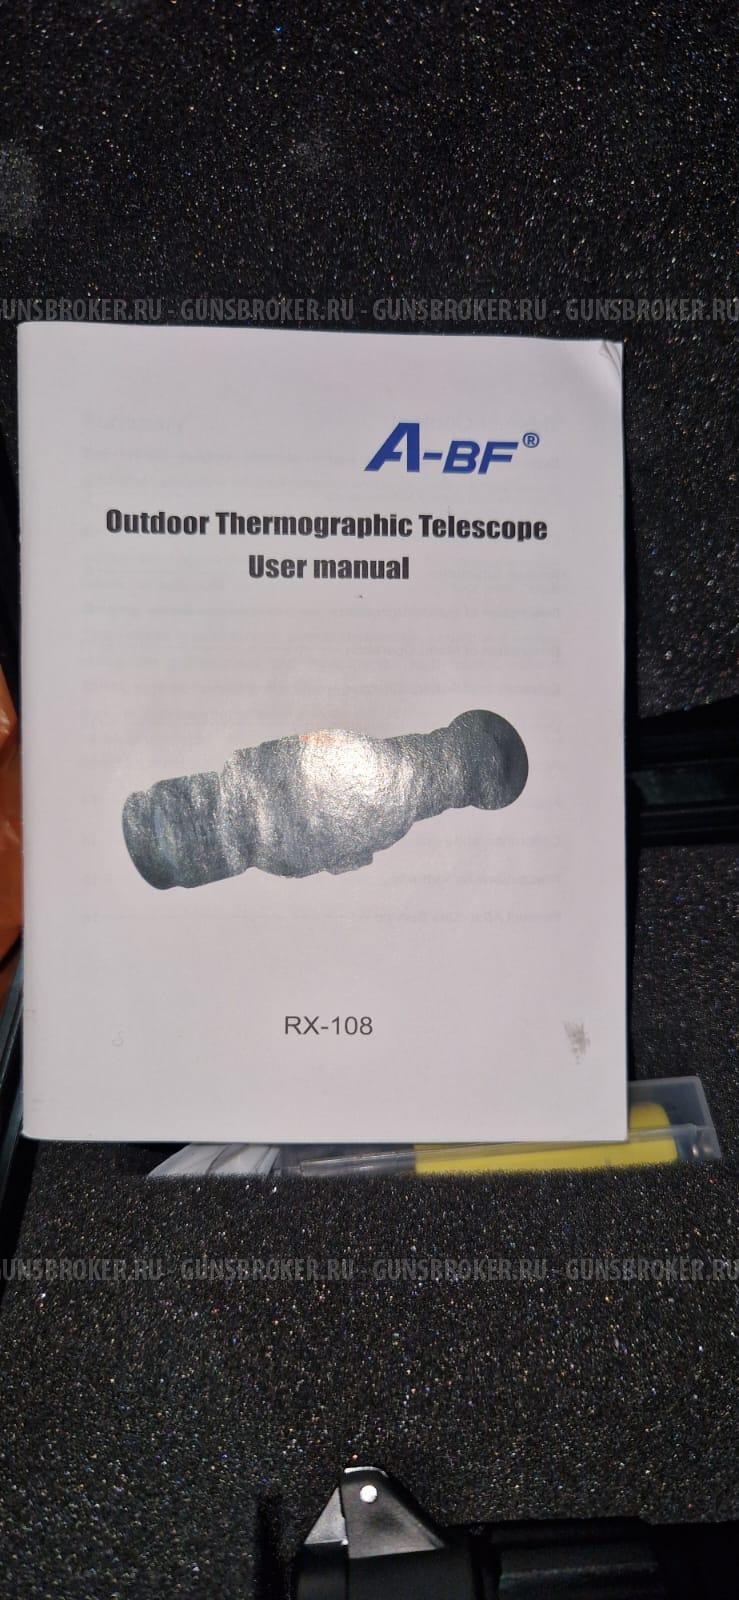 GUNSBROKER.RU - GUNSBROKER.RU - GUNSBROKER.RU - GUNSBROKER.RU
A-BF®
Outdoor Thermographic Telescope
User manual
RX-108
GUNSBROKER.RU - GUNSBROKER.RU - GUNSBROKER.RU - GUNSBROKER.RU